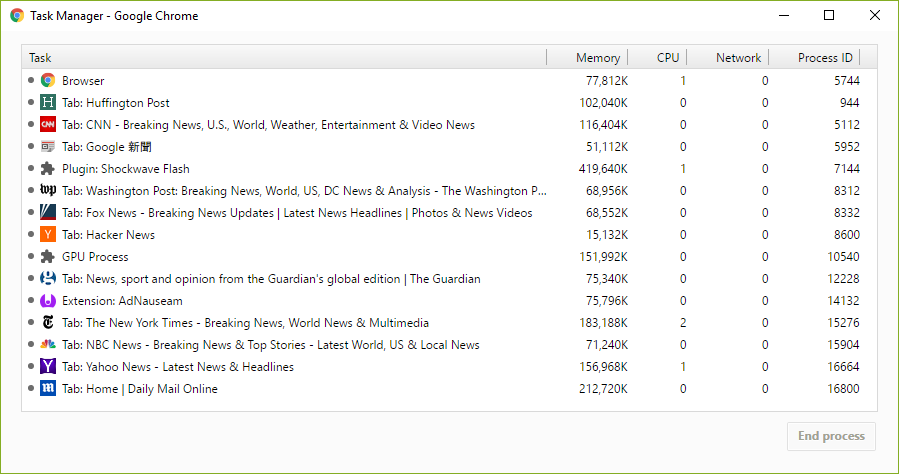 Task Manager - Google Chrome
Task Memory CPU Network Process ID
Browser 77,812K 1 0 5744
H Tab: Huffington Post 102,040K 0 0 944
CNN Tab: CNN - Breaking News, U.S., World, Weather, Entertainment & Video News 116,404K 0 0 5112
Tab: Google 新聞 51,112K 0 0 5952
Plugin: Shockwave Flash 419,640K 1 0 7144
wp Tab: Washington Post: Breaking News, World, US, DC News & Analysis - The Washington P... 68,956K 0 0 8312
Tab: Fox News - Breaking News Updates | Latest News Headlines | Photos & News Videos 68,552K 0 0 8332
Y Tab: Hacker News 15,132K 0 0 8600
GPU Process 151,992K 0 0 10540
g Tab: News, sport and opinion from the Guardian's global edition | The Guardian 75,340K 0 0 12228
Extension: AdNauseam 75,796K 0 0 14132
T Tab: The New York Times - Breaking News, World News & Multimedia 183,188K 2 0 15276
Tab: NBC News - Breaking News & Top Stories - Latest World, US & Local News 71,240K 0 0 15904
Y Tab: Yahoo News - Latest News & Headlines 156,968K 1 0 16664
m Tab: Home | Daily Mail Online 212,720K 0 0 16800
End process